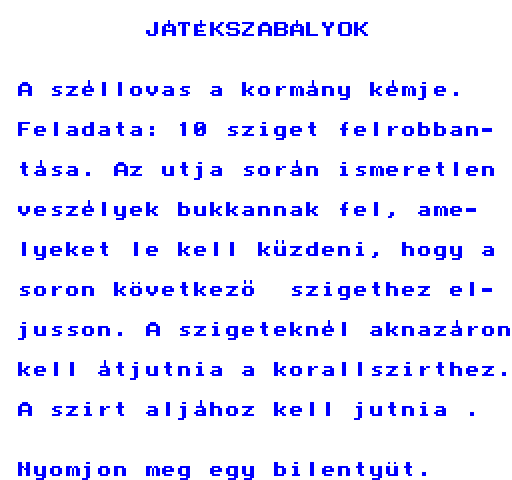 JÁTÉKSZABÁLYOK
A széllovas a kormány kémje.
Feladata: 10 sziget felrobban-
tása. Az utja során ismeretlen
veszélyek bukkannak fel, ame-
lyeket le kell küzdeni, hogy a
soron következö  szigethez el-
jusson. A szigeteknél aknazáron
kell átjutnia a korallszirthez.
A szirt aljához kell jutnia .
Nyomjon meg egy bilentyüt.